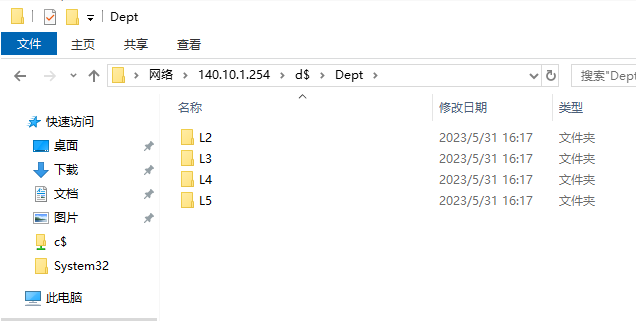 Dept
文件 主页 共享 查看
网络 140.10.1.254 d$ Dept 搜索"Dep
名称 修改日期 类型
快速访问
桌面
下载
文档
图片
c$
System32
此电脑
L2 2023/5/31 16:17 文件夹
L3 2023/5/31 16:17 文件夹
L4 2023/5/31 16:17 文件夹
L5 2023/5/31 16:17 文件夹